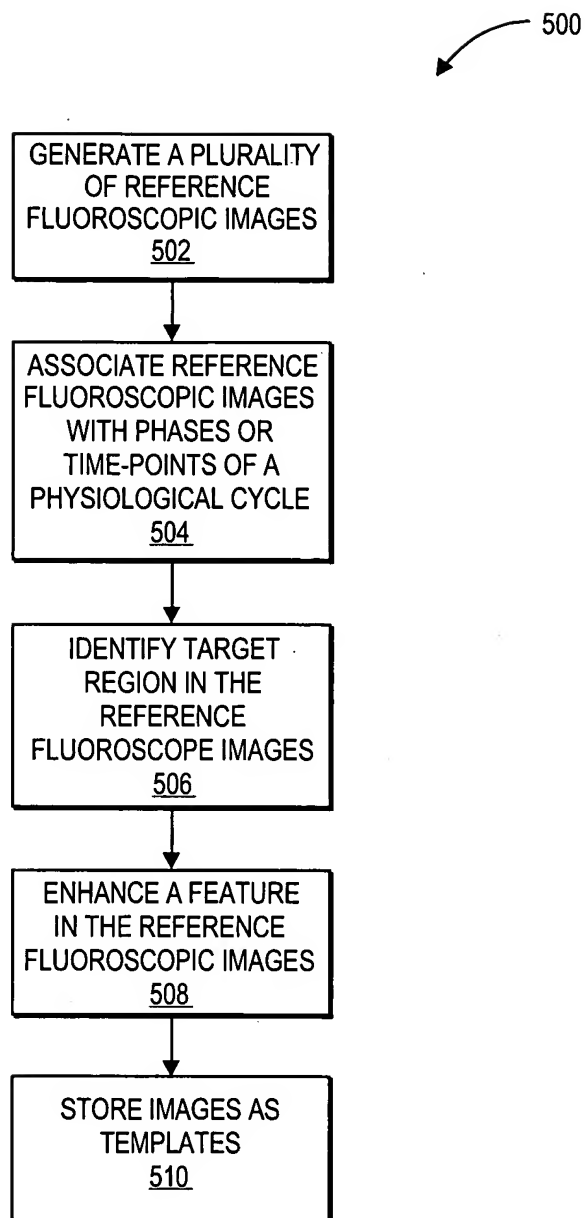 500
GENERATE A PLURALITY
OF REFERENCE
FLUOROSCOPIC IMAGES
502
ASSOCIATE REFERENCE
FLUOROSCOPIC IMAGES
WITH PHASES OR
TIME-POINTS OF A
PHYSIOLOGICAL CYCLE
504
IDENTIFY TARGET
REGION IN THE
REFERENCE
FLUOROSCOPE IMAGES
506
ENHANCE A FEATURE
IN THE REFERENCE
FLUOROSCOPIC IMAGES
508
STORE IMAGES AS
TEMPLATES
510